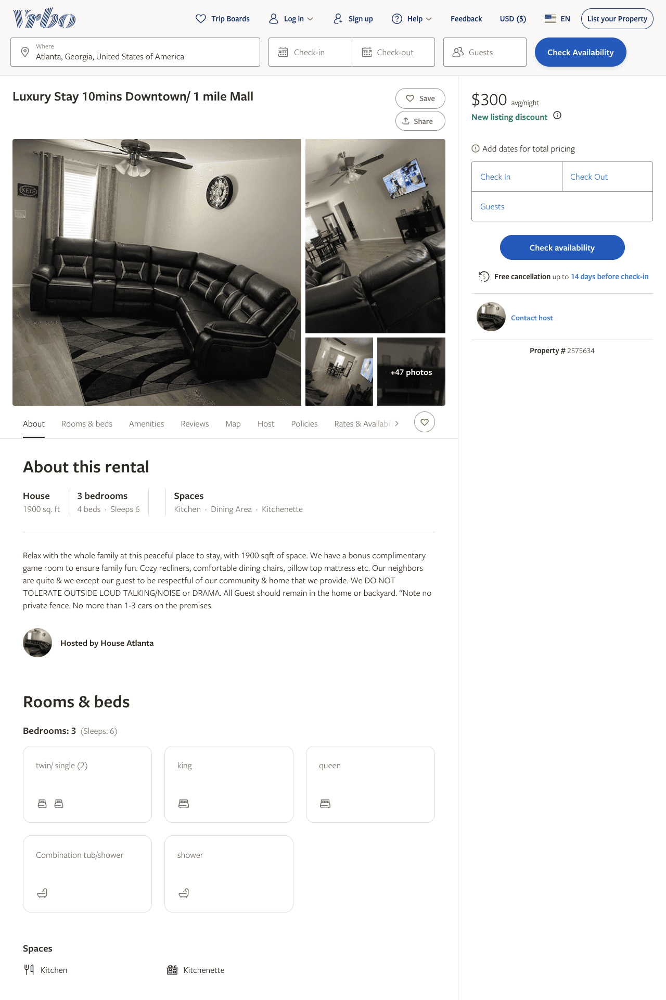 Vrbo
Trip Boards
Log in
Sign up
Help
Feedback
USD ($)
EN
List your Property
Where
Atlanta, Georgia, United States of America
Check-in
Check-out
Guests
Check Availability
Luxury Stay 10mins Downtown/ 1 mile Mall
Save
Share
KEYS
+47 photos
$300 avg/night
New listing discount
Add dates for total pricing
Check In
Check Out
Guests
Check availability
Free cancellation up to 14 days before check-in
Contact host
Property # 2575634
About
Rooms & beds
Amenities
Reviews
Map
Host
Policies
Rates & Availabili
About this rental
House
1900 sq. ft
3 bedrooms
4 beds · Sleeps 6
Spaces
Kitchen · Dining Area · Kitchenette
Relax with the whole family at this peaceful place to stay, with 1900 sqft of space. We have a bonus complimentary
game room to ensure family fun. Cozy recliners, comfortable dining chairs, pillow top mattress etc. Our neighbors
are quite & we except our guest to be respectful of our community & home that we provide. We DO NOT
TOLERATE OUTSIDE LOUD TALKING/NOISE or DRAMA. All Guest should remain in the home or backyard. “Note no
private fence. No more than 1-3 cars on the premises.
Hosted by House Atlanta
Rooms & beds
Bedrooms: 3 (Sleeps: 6)
twin/ single (2)
king
queen
Combination tub/shower
shower
Spaces
Kitchen
Kitchenette